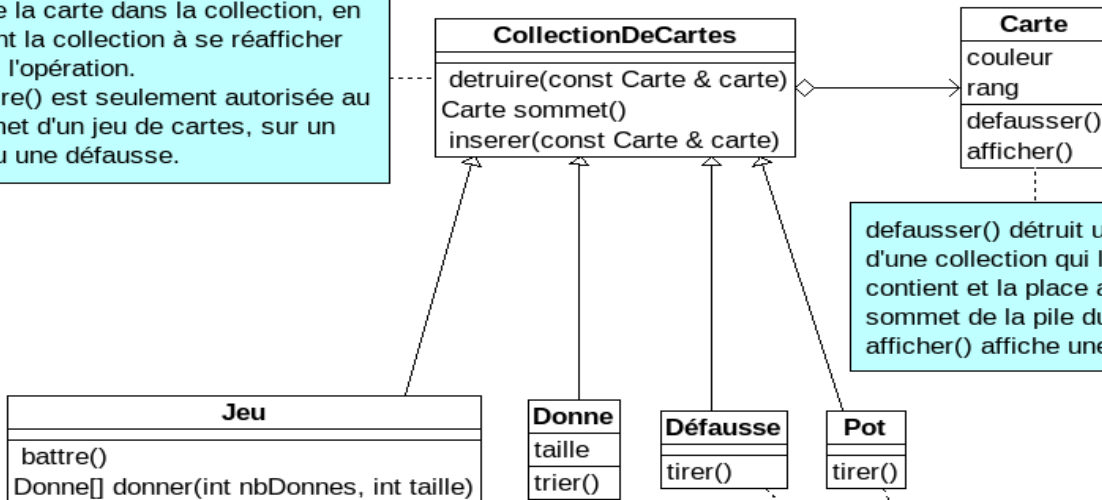 e la carte dans la collection, en
nt la collection à se réafficher
l'opération.
re() est seulement autorisée au
met d'un jeu de cartes, sur un
u une défausse.
CollectionDeCartes
detruire(const Carte & carte)
Carte sommet()
inserer(const Carte & carte)
Carte
couleur
rang
defausser()
afficher()
defausser() détruit u
d'une collection qui l
contient et la place a
sommet de la pile du
afficher() affiche une
Jeu
battre()
Donne[] donner(int nbDonnes, int taille)
Donne
taille
trier()
Défausse
tirer()
Pot
tirer()